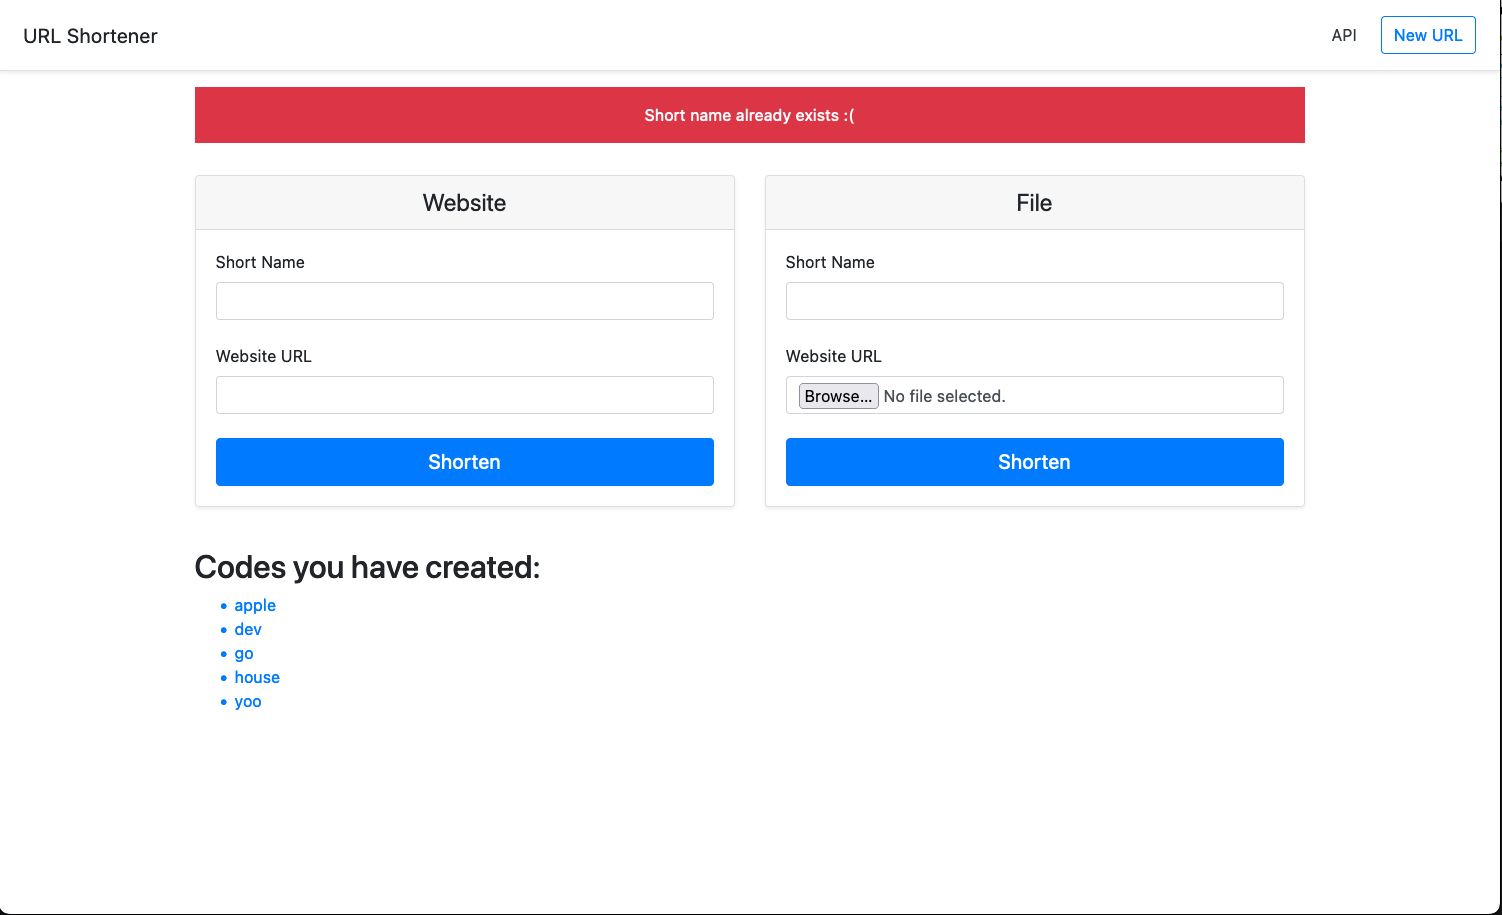 URL Shortener
API
New URL
Short name already exists :(
Website
Short Name
Website URL
Shorten
File
Short Name
Website URL
Browse... No file selected.
Shorten
Codes you have created:
apple
dev
go
house
yoo